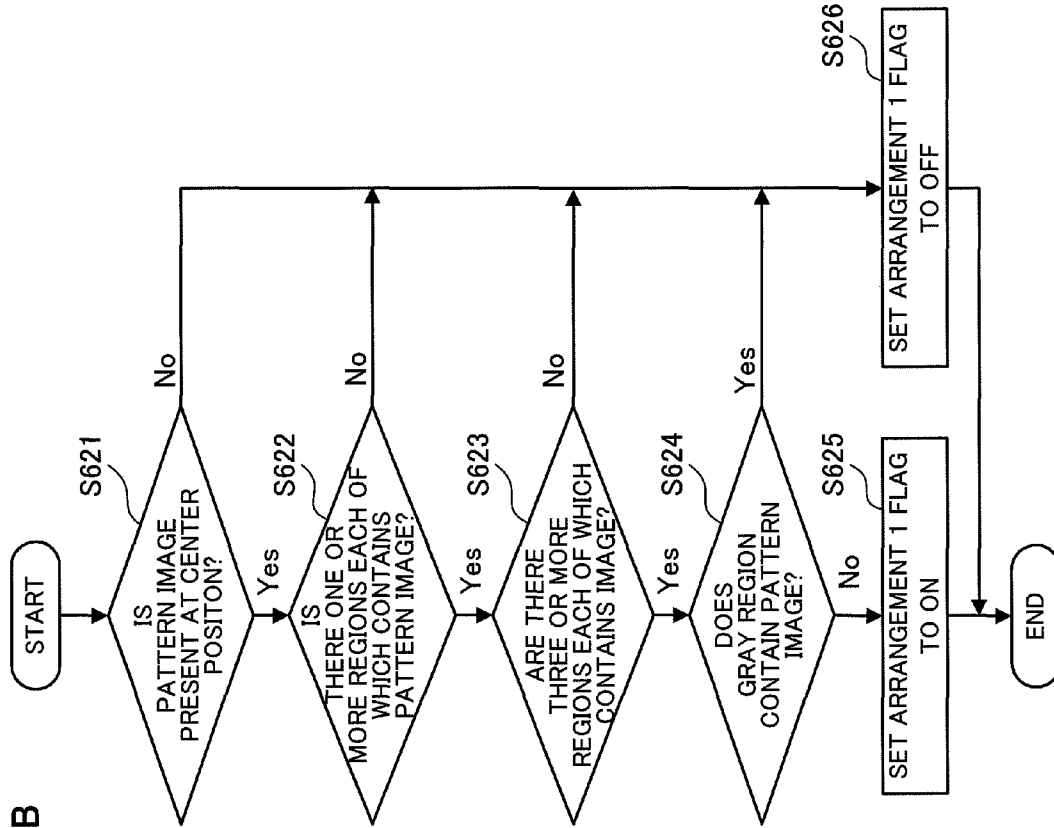 B
START
IS
PATTERN IMAGE
PRESENT AT CENTER
POSITON?
S621
No
Yes
IS
THERE ONE OR
MORE REGIONS EACH OF
WHICH CONTAINS
PATTERN IMAGE?
S622
No
Yes
ARE THERE
THREE OR MORE
REGIONS EACH OF WHICH
CONTAINS IMAGE?
S623
No
Yes
DOES
GRAY REGION
CONTAIN PATTERN
IMAGE?
S624
Yes
No
S625
SET ARRANGEMENT 1 FLAG
TO ON
S626
SET ARRANGEMENT 1 FLAG
TO OFF
END